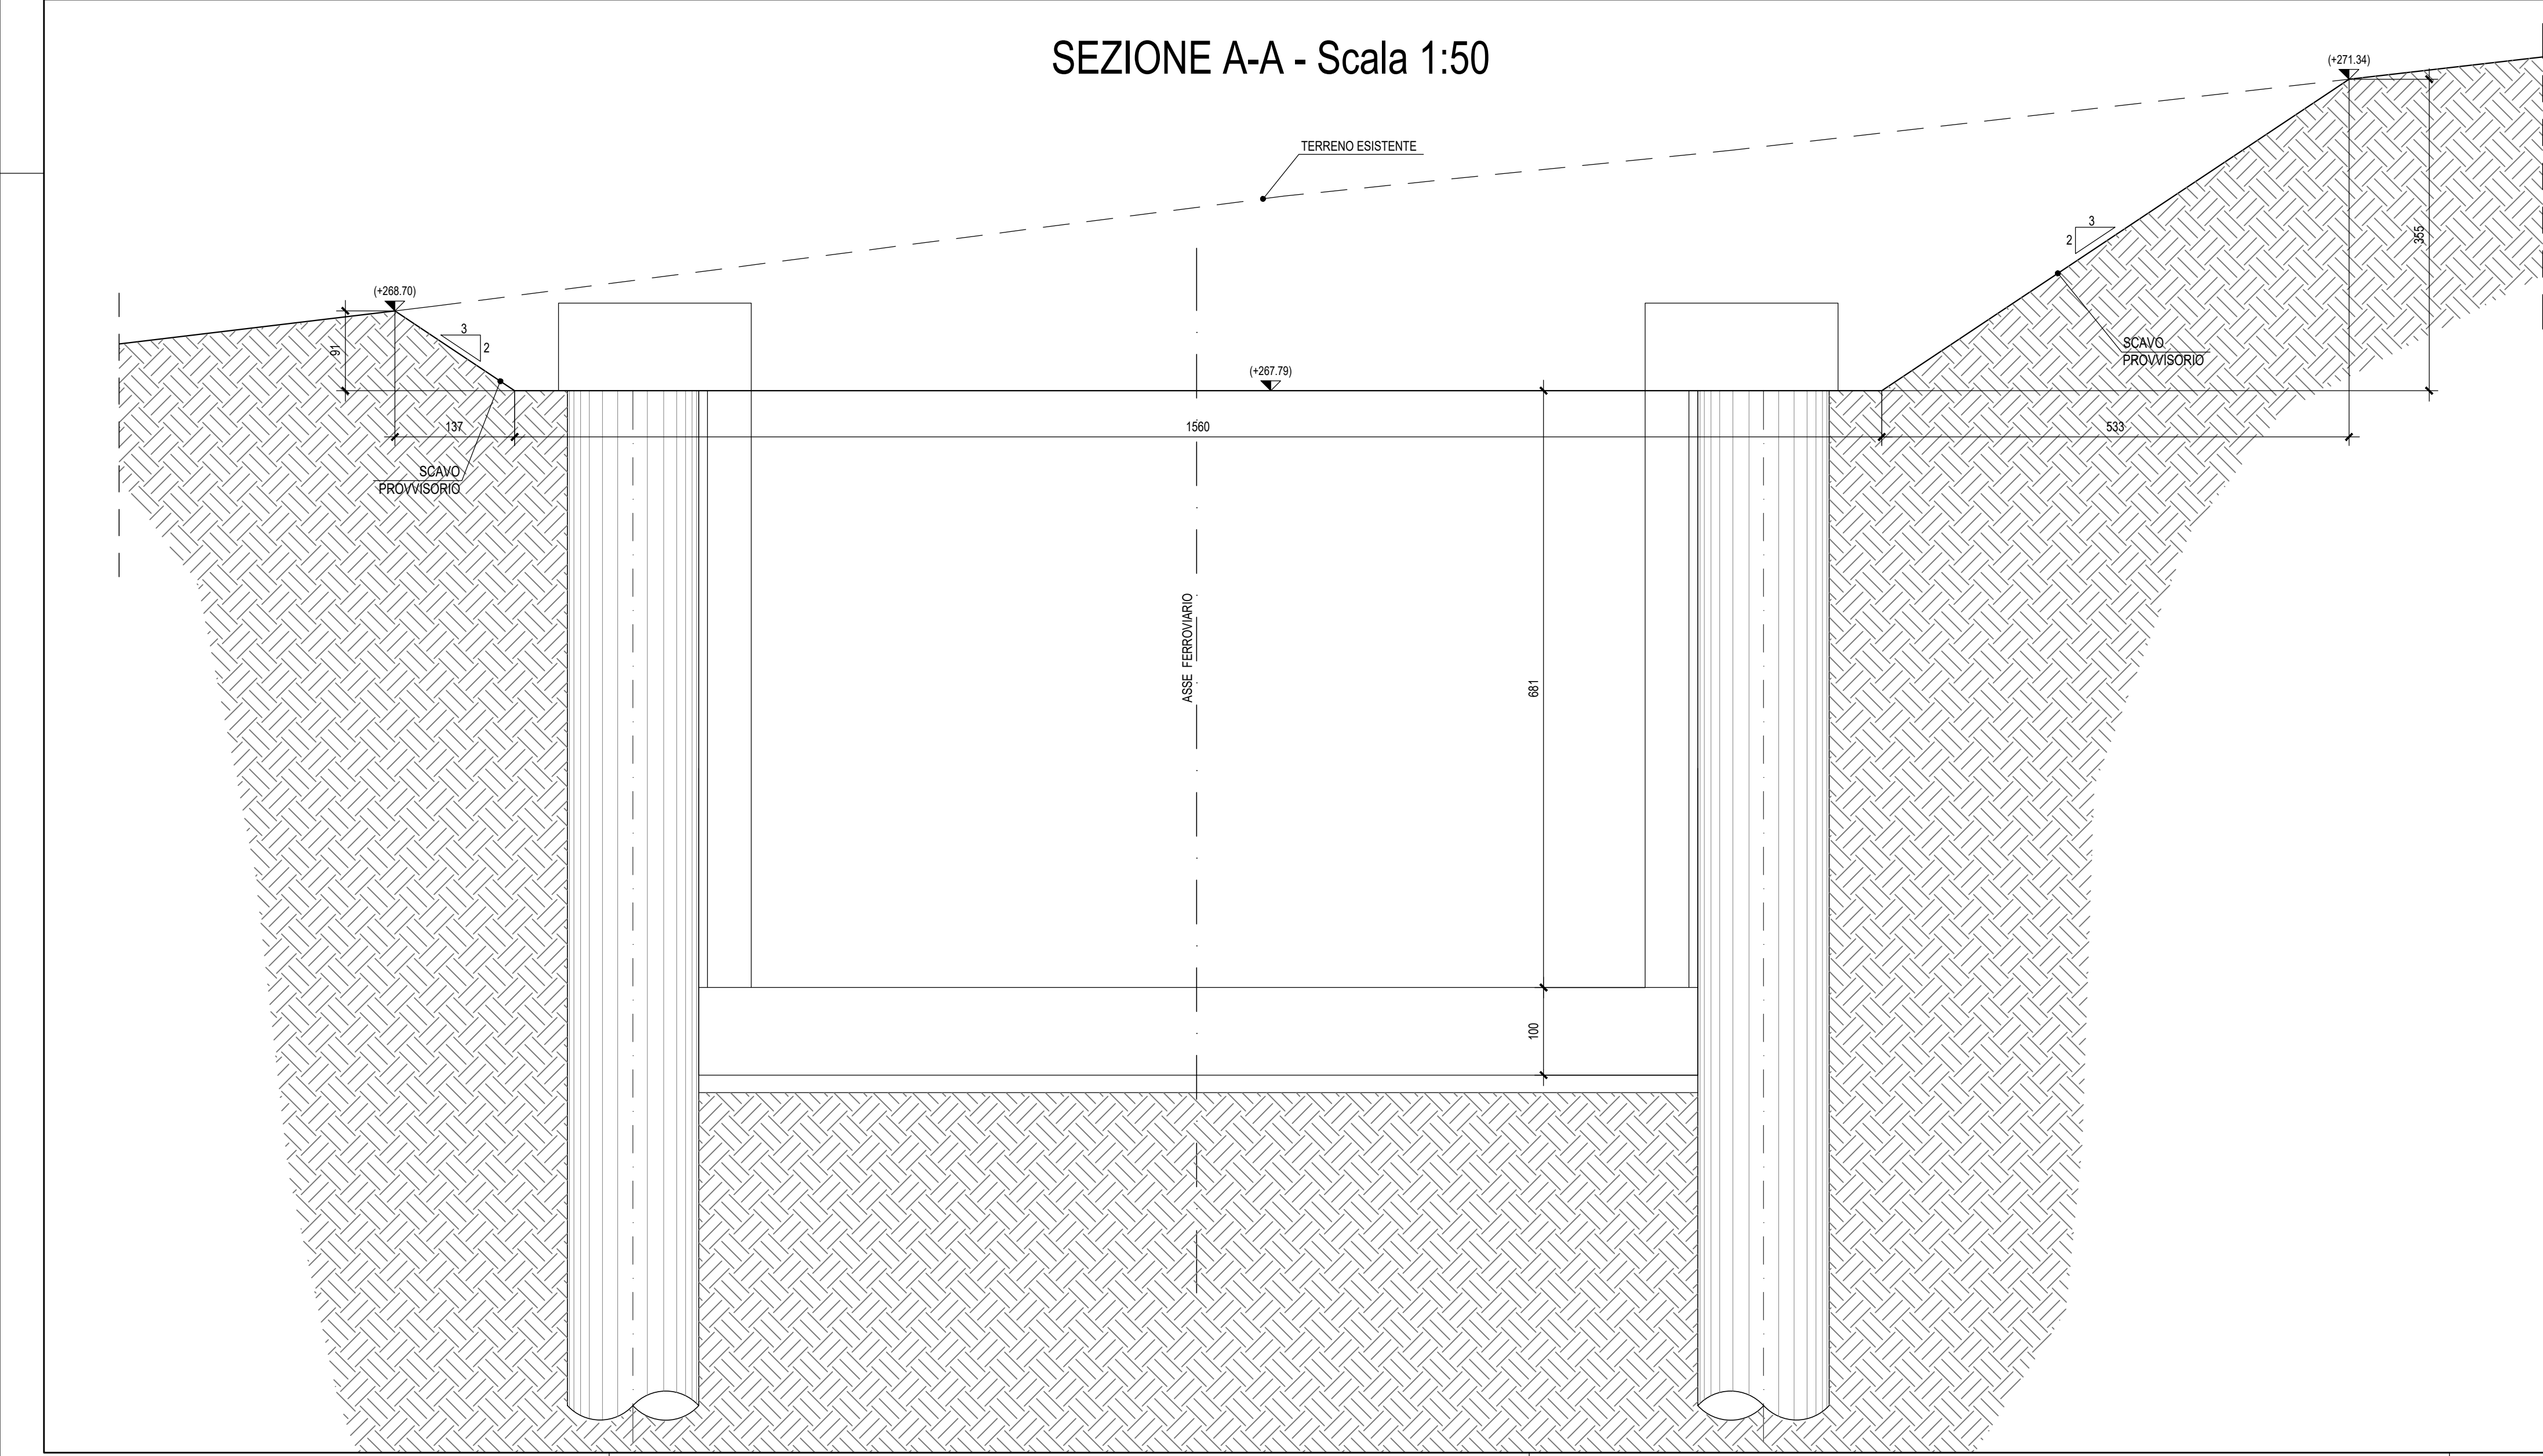 SEZIONE A-A - Scala 1:50
(+271.34)
TERRENO ESISTENTE
3
2
355
(+268.70)
3
2
91
SCAVO
PROVVISORIO
(+267.79)
137
1560
533
SCAVO
PROVVISORIO
ASSE FERROVIARIO
681
100